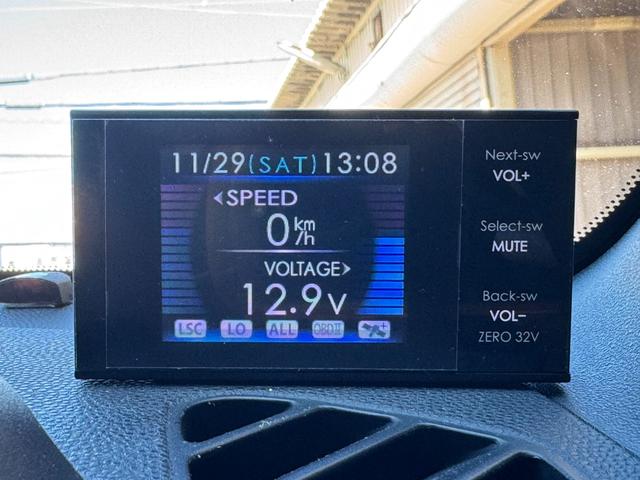 11/29(SAT)13:08
◀SPEED
0km/h
VOLTAGE▶
12.9V
LSC LO ALL OBDII
Next-sw
VOL+
Select-sw
MUTE
Back-sw
VOL−
ZERO 32V